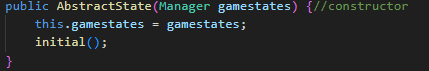 public AbstractState(Manager gamestates) {//constructor
    this.gamestates = gamestates;
    initial();
}